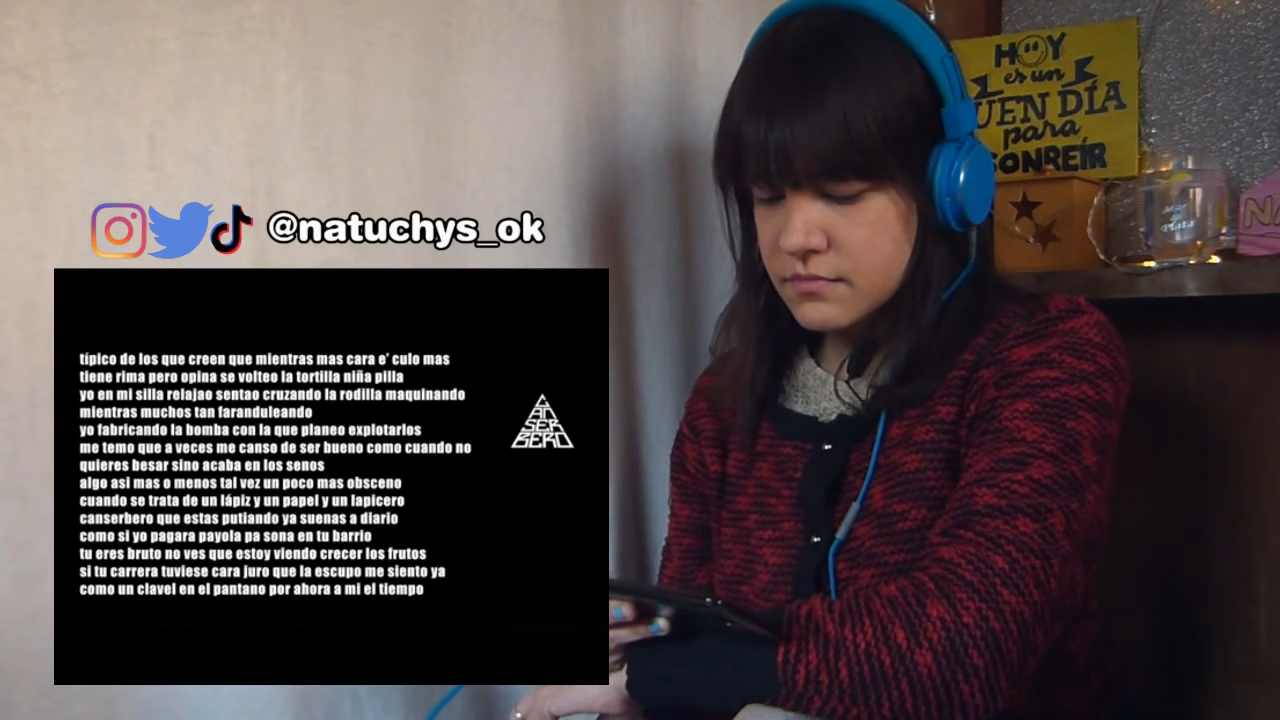 HOY
es un
UEN DÍA
para
SONREÍR
@natuchys_ok
típico de los que creen que mientras mas cara e' culo mas
tiene rima pero opina se volteo la tortilla niña pilla
yo en mi silla relajao sentao cruzando la rodilla maquinando
mientras muchos tan faranduleando
yo fabricando la bomba con la que planeo explotarlos
me temo que a veces me canso de ser bueno como cuando no
quieres besar sino acaba en los senos
algo asi mas o menos tal vez un poco mas obsceno
cuando se trata de un lápiz y un papel y un lapicero
canserbero que estas putiando ya suenas a diario
como si yo pagara payola pa sona en tu barrio
tu eres bruto no ves que estoy viendo crecer los frutos
si tu carrera tuviese cara juro que la escupo me siento ya
como un clavel en el pantano por ahora a mi el tiempo
C
AN
SER
BERO
NA